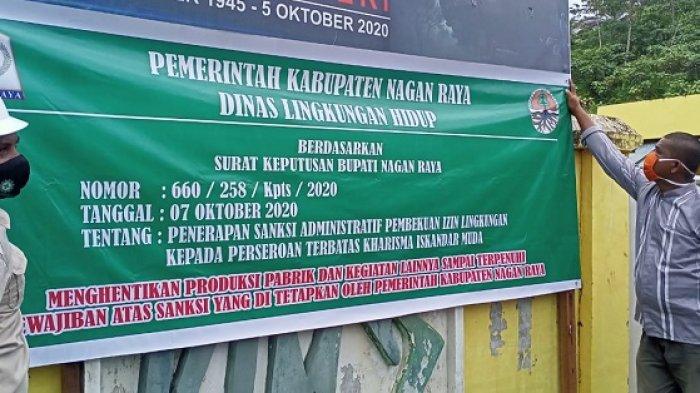 1945 - 5 OKTOBER 2020
PEMERINTAH KABUPATEN NAGAN RAYA
DINAS LINGKUNGAN HIDUP
BERDASARKAN
SURAT KEPUTUSAN BUPATI NAGAN RAYA
NOMOR : 660 / 258 / Kpts / 2020
TANGGAL : 07 OKTOBER 2020
TENTANG : PENERAPAN SANKSI ADMINISTRATIF PEMBEKUAN IZIN LINGKUNGAN
KEPADA PERSEROAN TERBATAS KHARISMA ISKANDAR MUDA
MENGHENTIKAN PRODUKSI PABRIK DAN KEGIATAN LAINNYA SAMPAI TERPENUHI
EWAJIBAN ATAS SANKSI YANG DI TETAPKAN OLEH PEMERINTAH KABUPATEN NAGAN RAYA